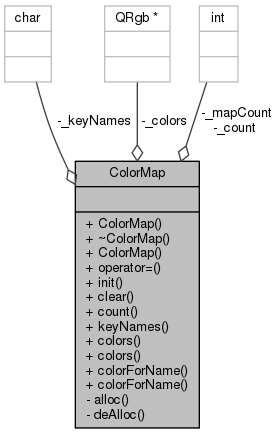 char
QRgb *
int
-_keyNames
-_colors
-_mapCount
-_count
ColorMap
+ ColorMap()
+ ~ColorMap()
+ ColorMap()
+ operator=()
+ init()
+ clear()
+ count()
+ keyNames()
+ colors()
+ colors()
+ colorForName()
+ colorForName()
- alloc()
- deAlloc()